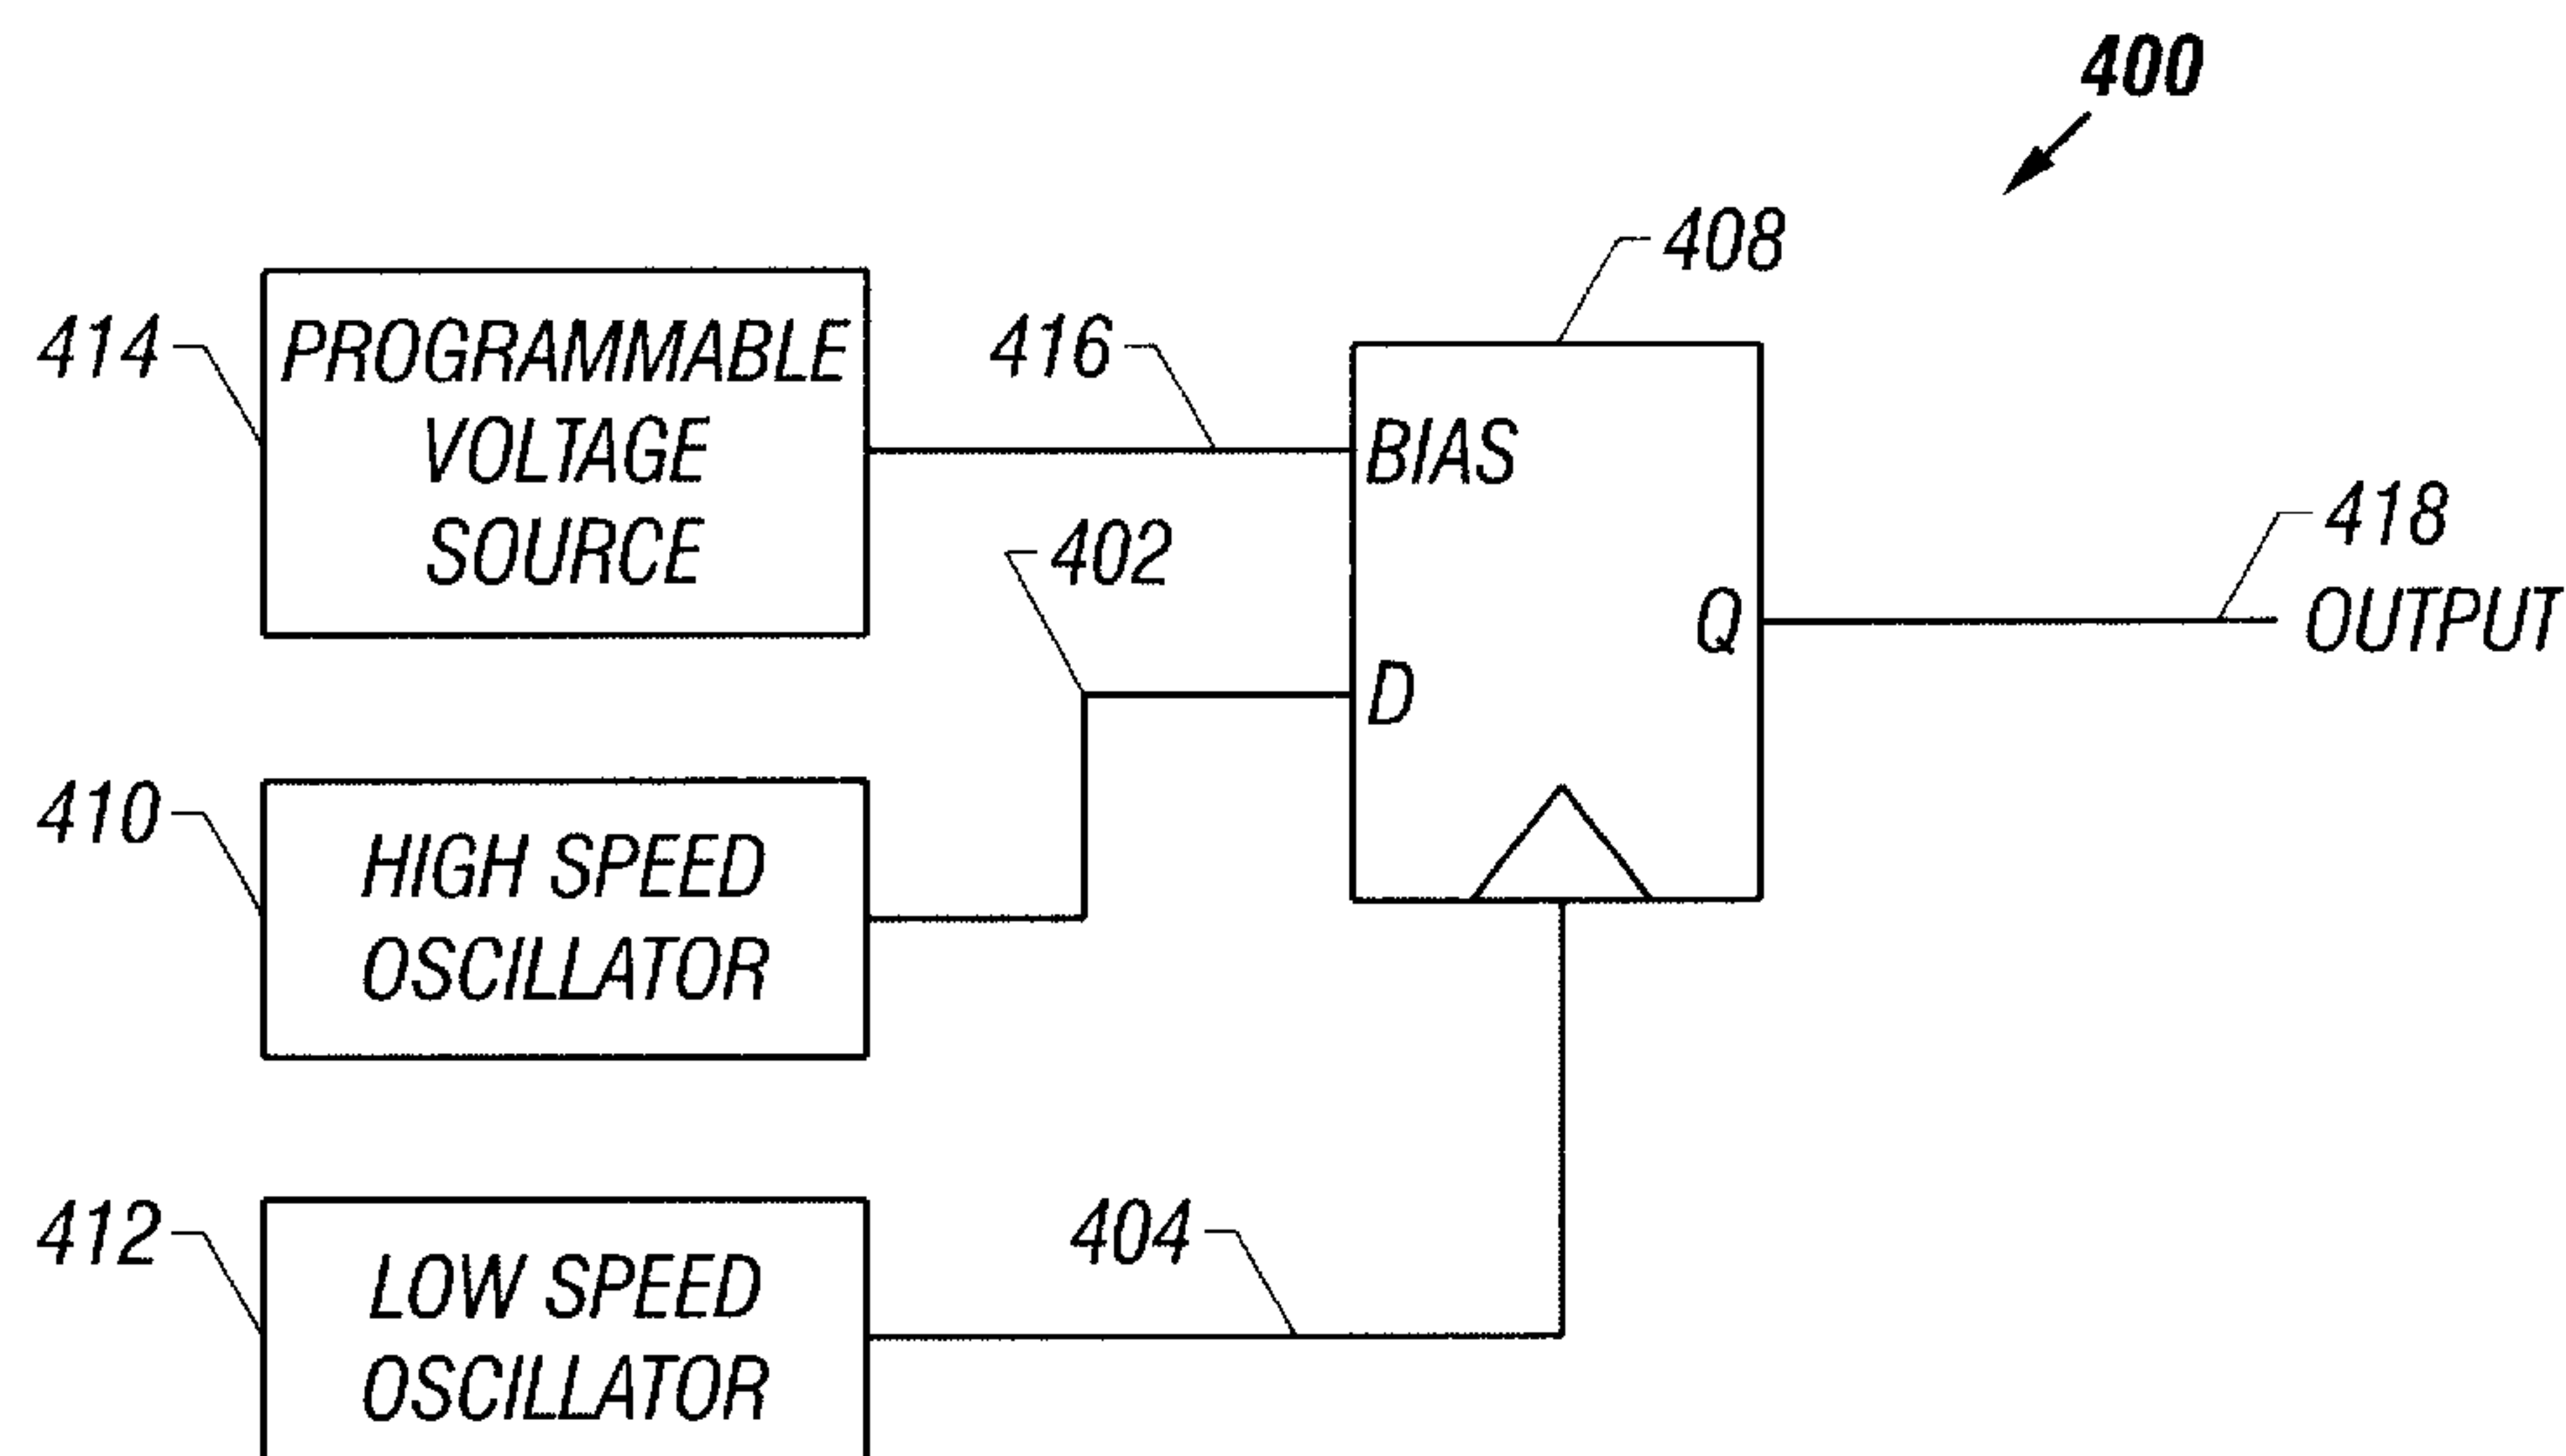 400
408
414
PROGRAMMABLE
VOLTAGE
SOURCE
416
BIAS
402
D
Q
418
OUTPUT
410
HIGH SPEED
OSCILLATOR
412
LOW SPEED
OSCILLATOR
404